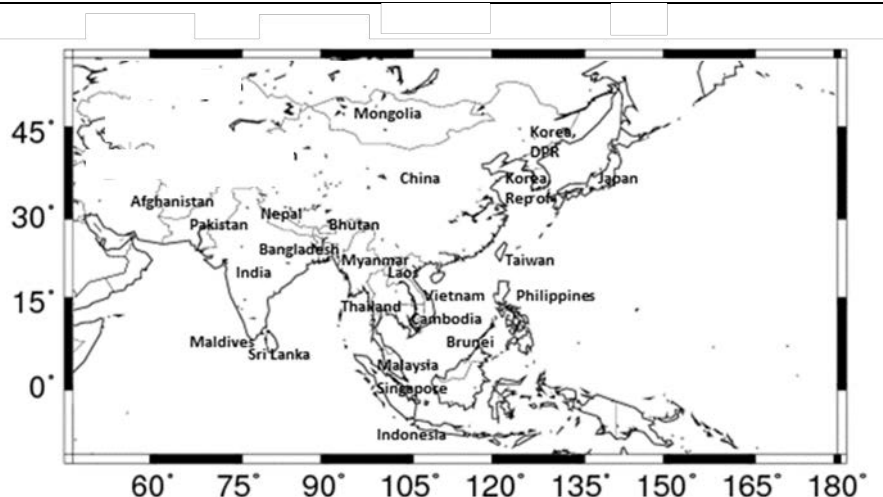 Mongolia
45°
Korea,
DPR
China
Korea,
Rep of
Japan
Afghanistan
30°
Nepal
Pakistan
Bhutan
Bangladesh
Myanmar
Taiwan
India
Laos
15°
Vietnam
Philippines
Thailand
Cambodia
Maldives
Brunei
Sri Lanka
Malaysia
0°
Singapore
Indonesia
60° 75° 90° 105° 120° 135° 150° 165° 180°